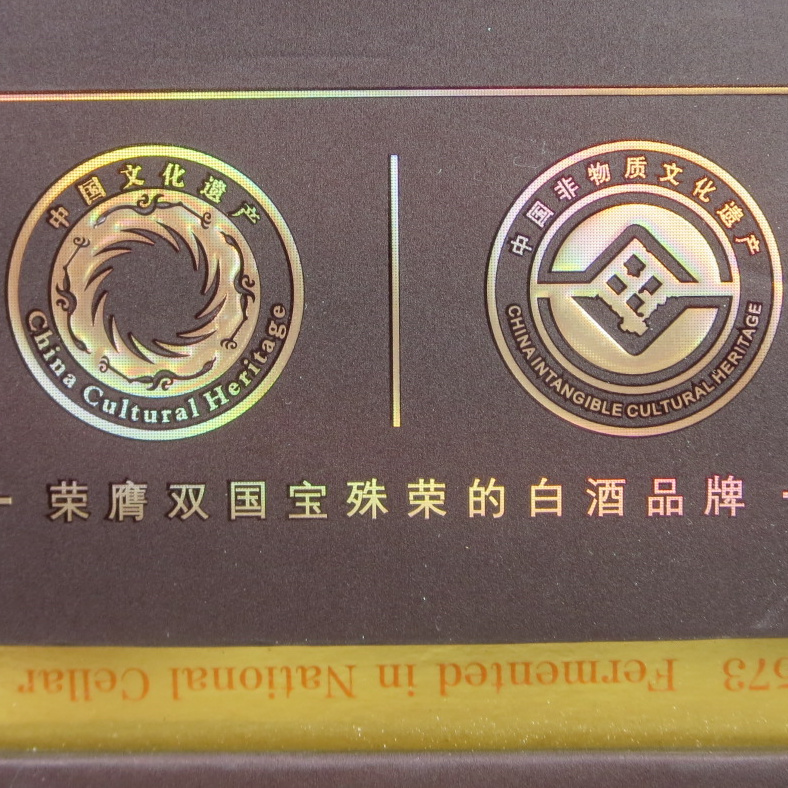 中国文化遗产
China Cultural Heritage
中国非物质文化遗产
CHINA INTANGIBLE CULTURAL HERITAGE
荣膺双国宝殊荣的白酒品牌
573 Fermented in National Cellar